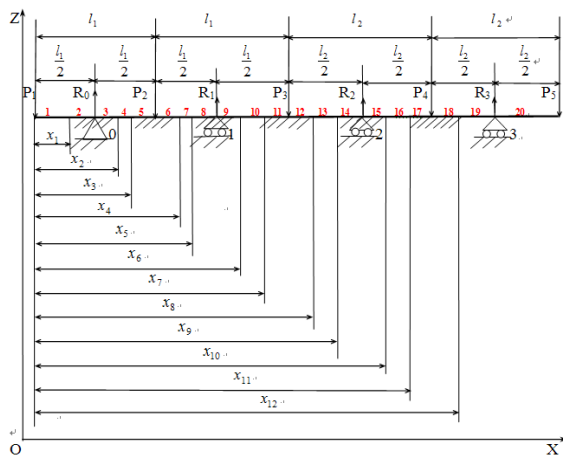 Z
l₁ l₁ l₂ l₂
l₁/2 l₁/2 l₁/2 l₁/2 l₂/2 l₂/2 l₂/2 l₂/2
P₁ R₀ P₂ R₁ P₃ R₂ P₄ R₃ P₅
1 2 3 4 5 6 7 8 9 10 11 12 13 14 15 16 17 18 19 20
0 1 2 3
x₁
x₂
x₃
x₄
x₅
x₆
x₇
x₈
x₉
x₁₀
x₁₁
x₁₂
O X